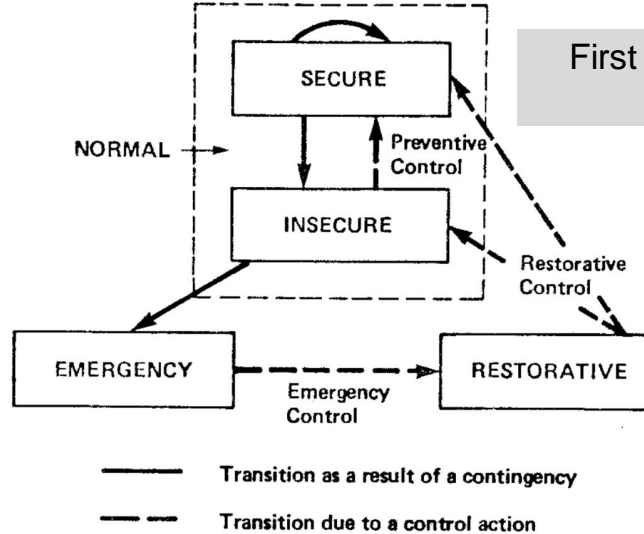 First
SECURE
NORMAL
Preventive
Control
INSECURE
Restorative
Control
EMERGENCY
RESTORATIVE
Emergency
Control
Transition as a result of a contingency
Transition due to a control action